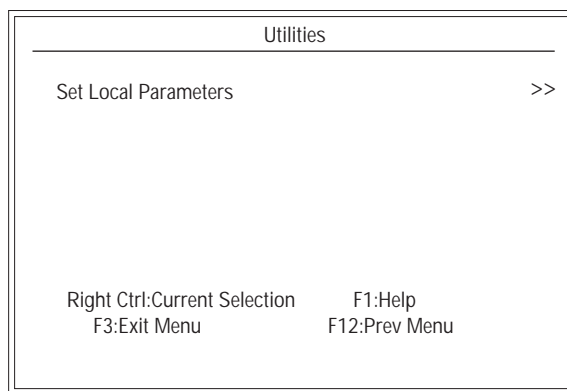 Utilities
Set Local Parameters >>
Right Ctrl:Current Selection F1:Help
F3:Exit Menu F12:Prev Menu